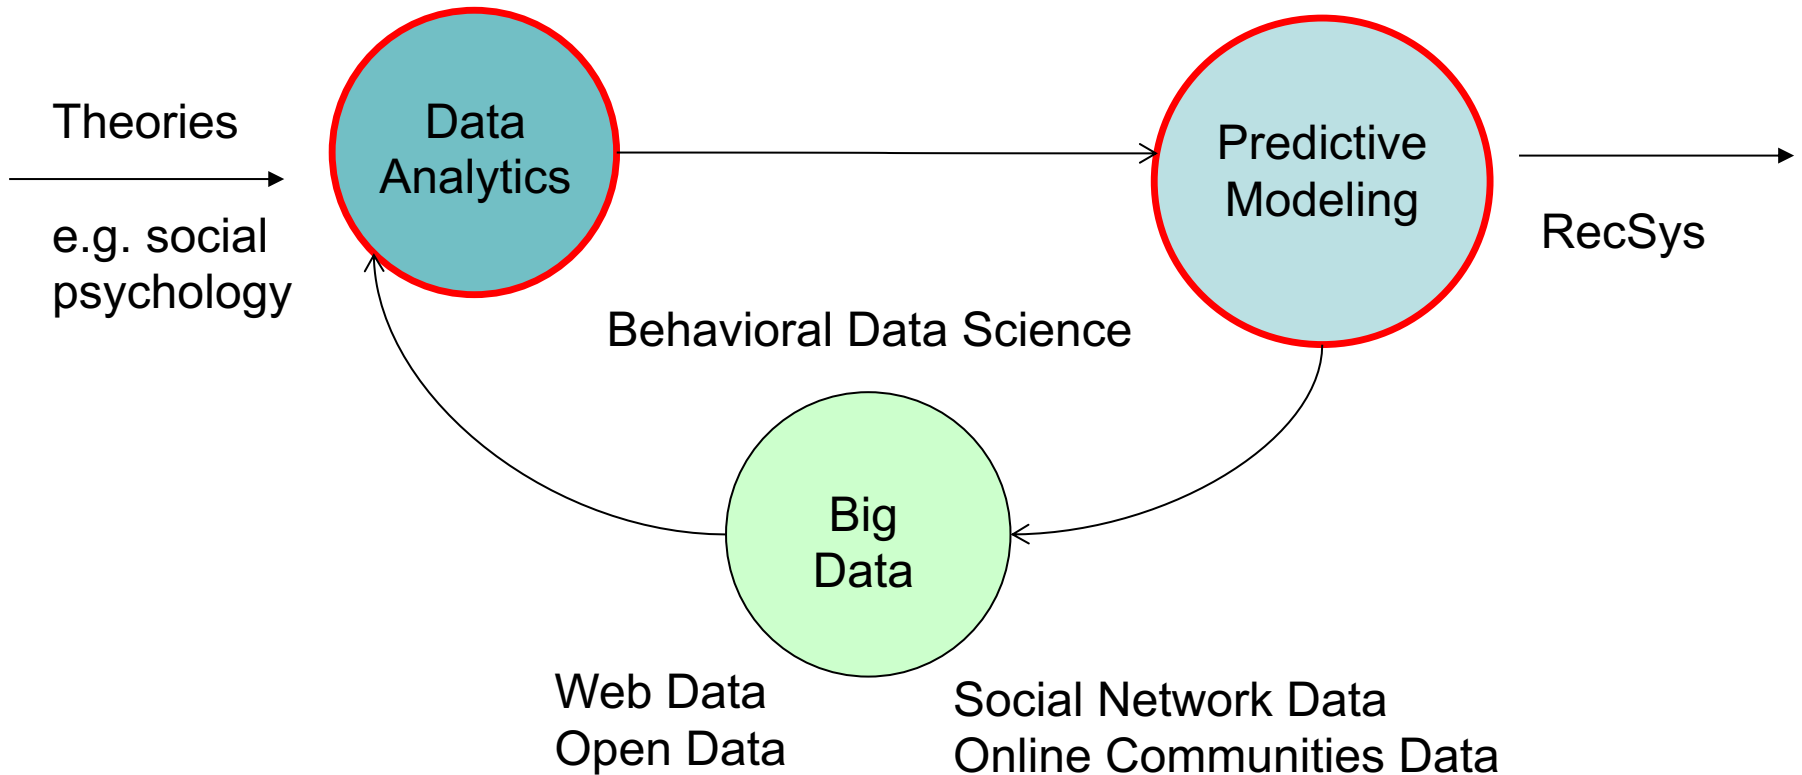 Theories
e.g. social
psychology
Data
Analytics
Predictive
Modeling
RecSys
Behavioral Data Science
Big
Data
Web Data
Open Data
Social Network Data
Online Communities Data